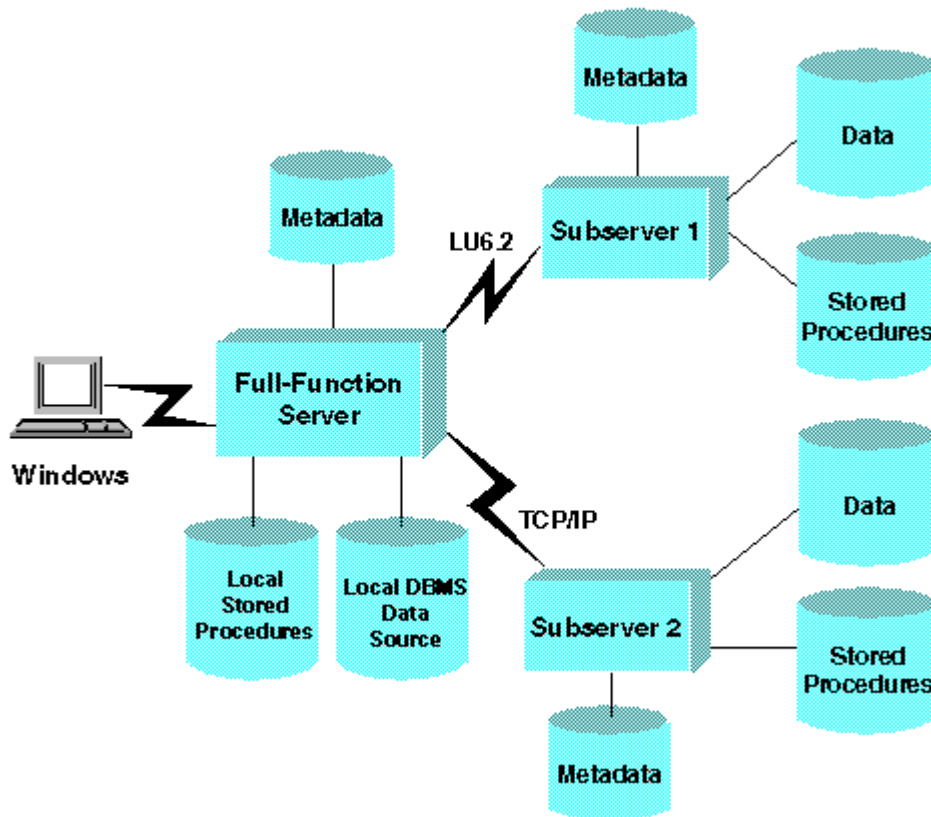 Metadata
Data
Metadata
LU6.2
Subserver 1
Stored
Procedures
Full-Function
Server
Windows
TCP/IP
Data
Local
Stored
Procedures
Local DBMS
Data
Source
Subserver 2
Stored
Procedures
Metadata